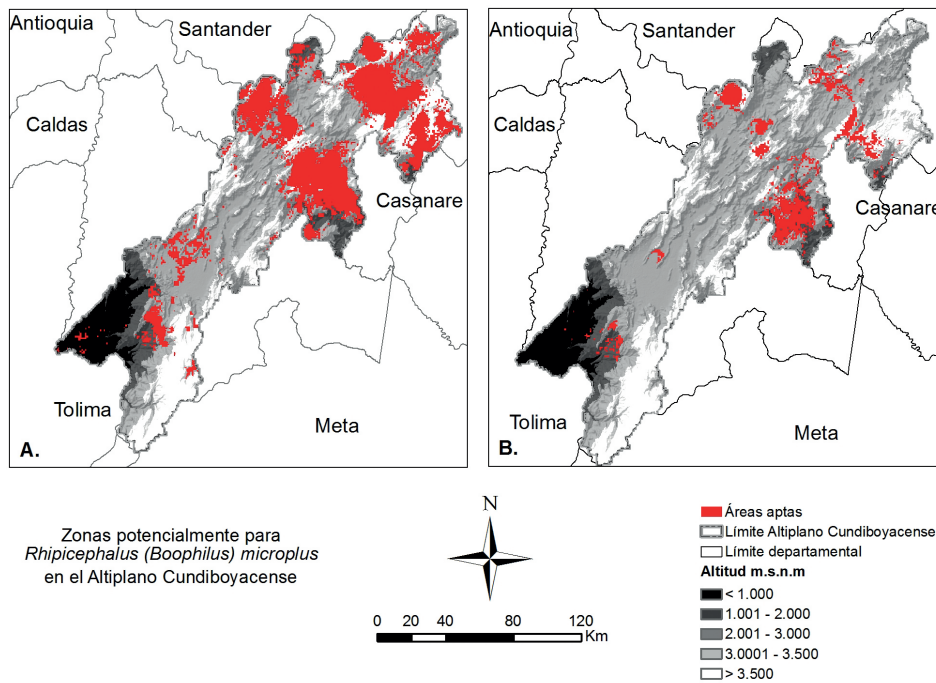 Antioquia
Santander
Caldas
Casanare
Tolima
Meta
A.
Antioquia
Santander
Caldas
Casanare
Tolima
Meta
B.
Zonas potencialmente para
Rhipicephalus (Boophilus) microplus
en el Altiplano Cundiboyacense
N
0 20 40 60 80 120
Km
Áreas aptas
Límite Altiplano Cundiboyacense
Límite departamental
Altitud m.s.n.m
< 1.000
1.001 - 2.000
2.001 - 3.000
3.0001 - 3.500
> 3.500